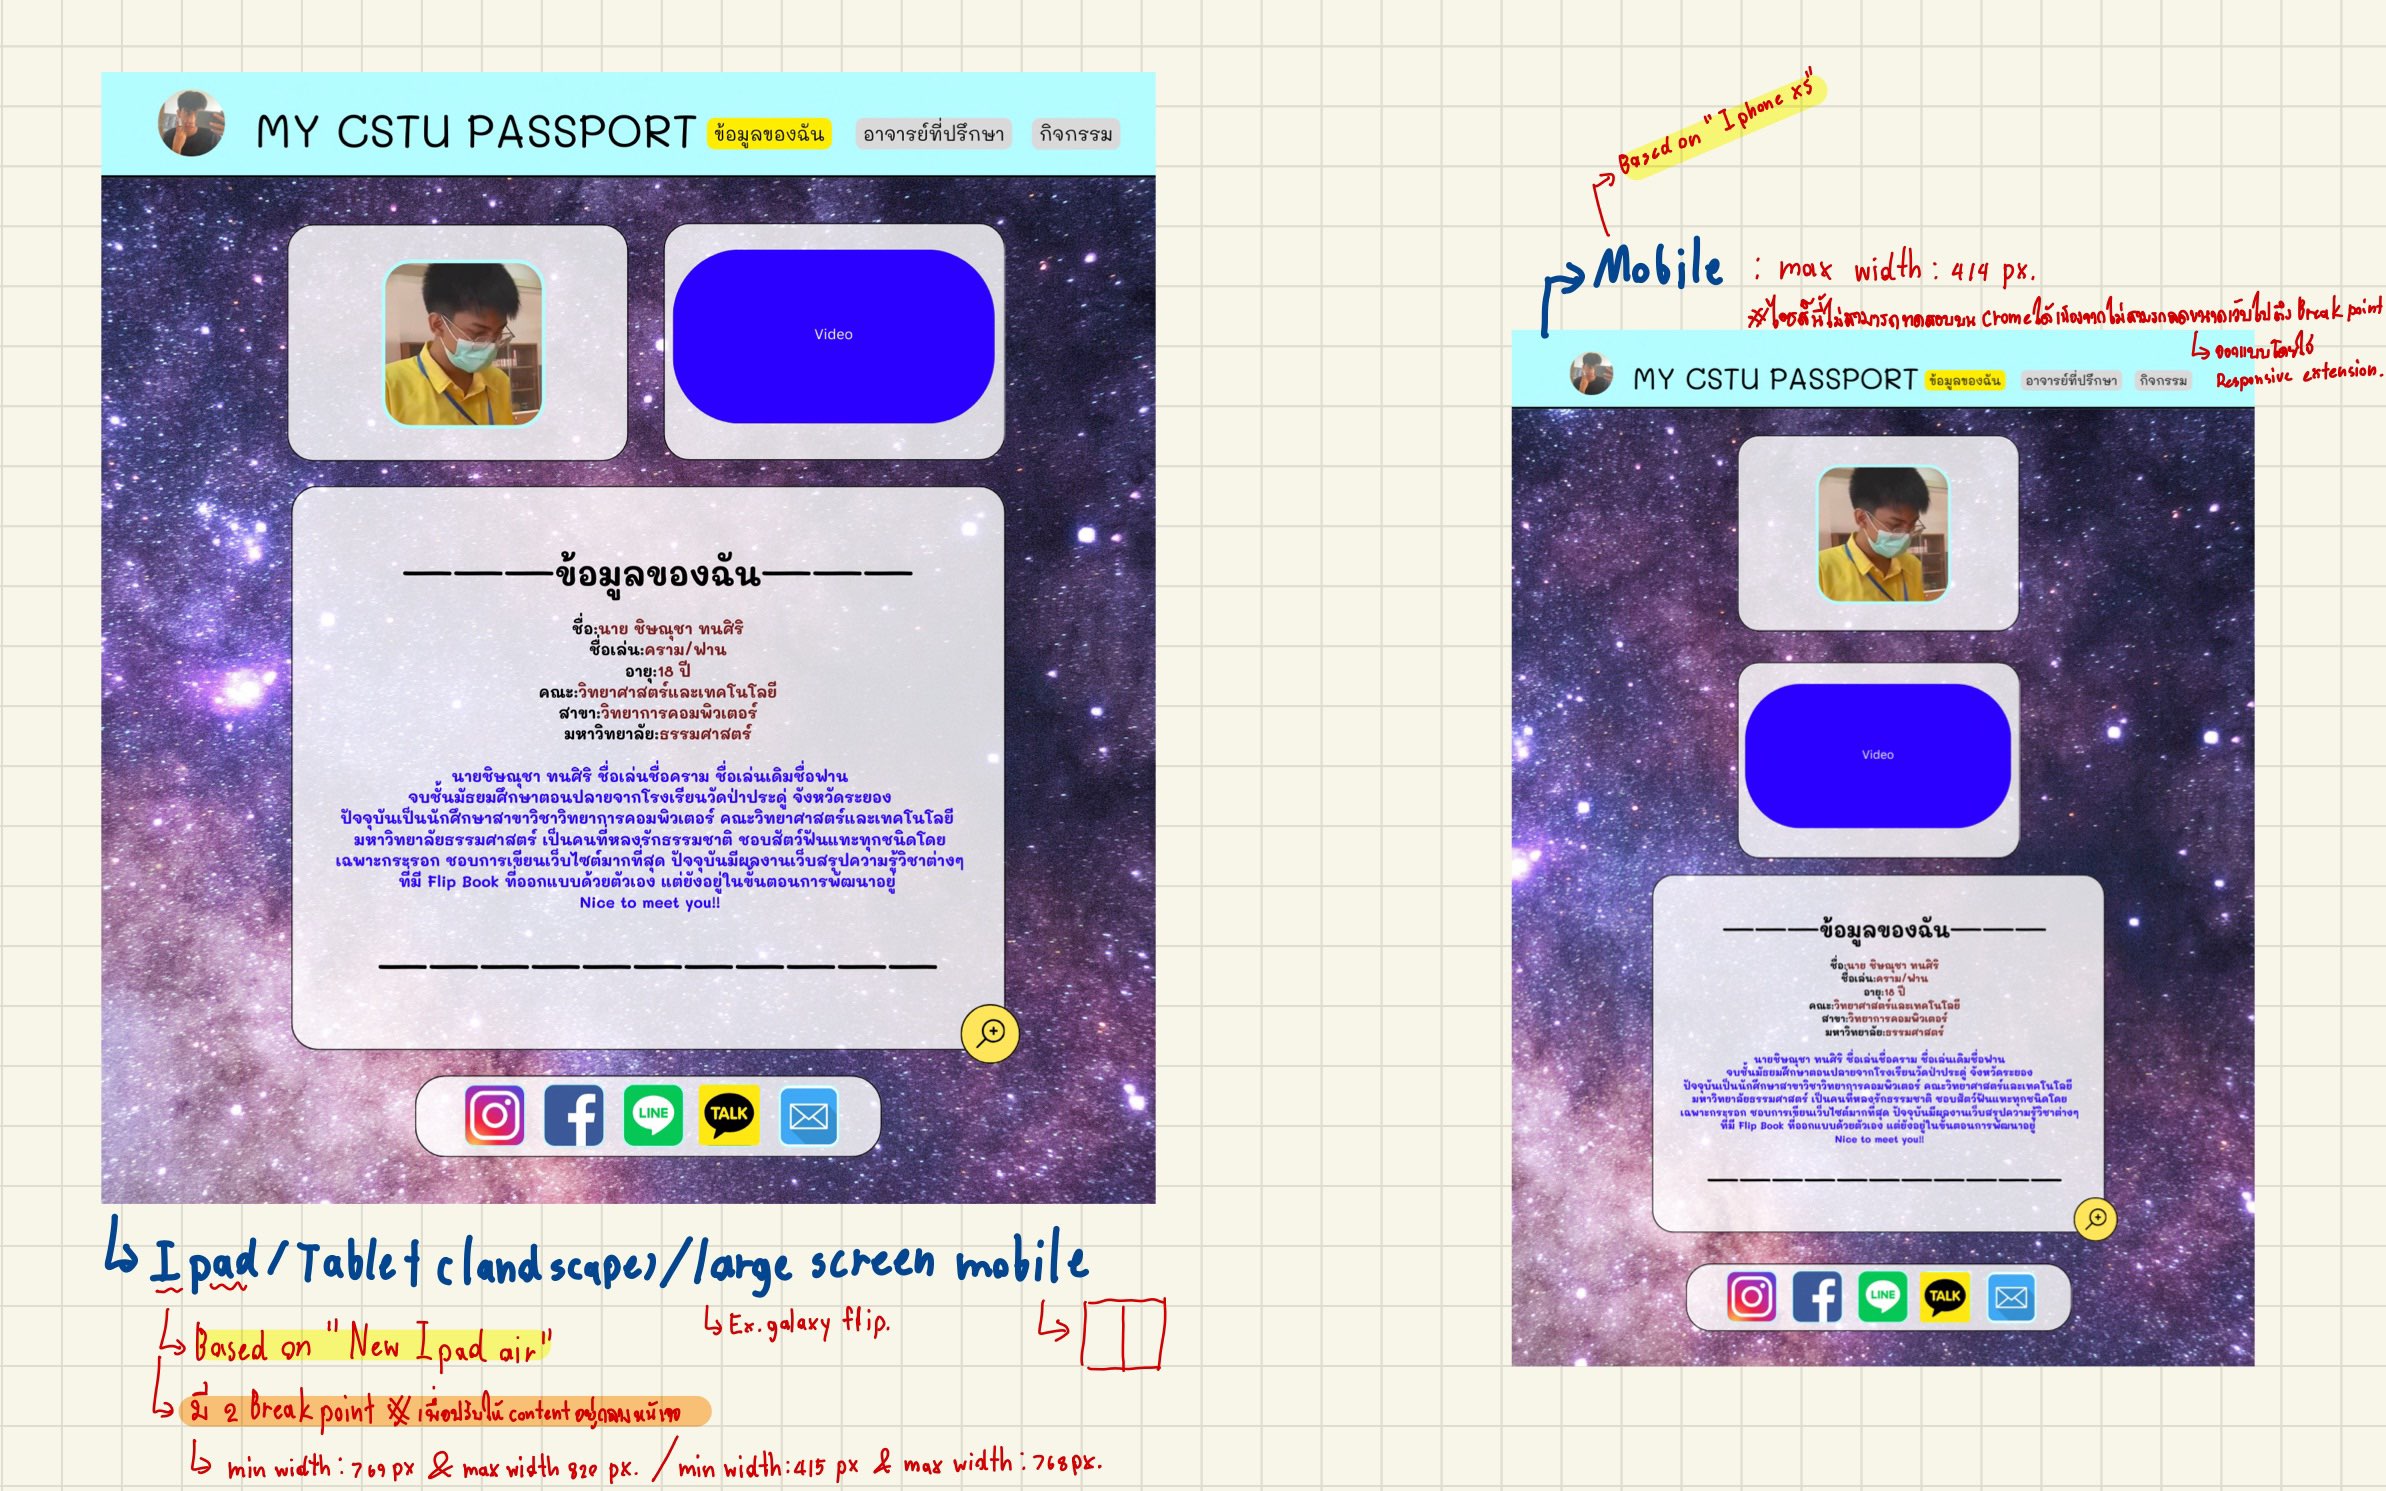 MY CSTU PASSPORT ข้อมูลของฉัน อาจารย์ที่ปรึกษา กิจกรรม
Video
ข้อมูลของฉัน
ชื่อ:นาย ชิษณุชา ทนศิริ
ชื่อเล่น:คราม/ฟาน
อายุ:18 ปี
คณะ:วิทยาศาสตร์และเทคโนโลยี
สาขา:วิทยาการคอมพิวเตอร์
มหาวิทยาลัย:ธรรมศาสตร์
นายชิษณุชา ทนศิริ ชื่อเล่นชื่อคราม ชื่อเล่นเดิมชื่อฟาน
จบชั้นมัธยมศึกษาตอนปลายจากโรงเรียนวัดป่าประดู่ จังหวัดระยอง
ปัจจุบันเป็นนักศึกษาสาขาวิชาวิทยาการคอมพิวเตอร์ คณะวิทยาศาสตร์และเทคโนโลยี
มหาวิทยาลัยธรรมศาสตร์ เป็นคนที่หลงรักธรรมชาติ ชอบสัตว์ฟันแทะทุกชนิดโดย
เฉพาะกระรอก ชอบการเขียนเว็บไซต์มากที่สุด ปัจจุบันมีผลงานเว็บสรุปความรู้วิชาต่างๆ
ที่มี Flip Book ที่ออกแบบด้วยตัวเอง แต่ยังอยู่ในขั้นตอนการพัฒนาอยู่
Nice to meet you!!
LINE
TALK
Ipad/Tablet clandscape)/large screen mobile
Based on "New Ipad air"
Ex. galaxy flip.
มี 2 Break point ※ เพื่อปรับให้ content อยู่กลางหน้าจอ
min width: 769 px & max width 820 px. / min width: 415 px & max width: 768px.
Based on "Iphone XS"
Mobile : max width : 414 px.
※ไซส์นี้ไม่สามารถทดสอบบน Cromeได้ เนื่องจากไม่สามารถลดขนาดเว็บไปถึง Break point
ออกแบบโดยใช้
Responsive extension.
MY CSTU PASSPORT ข้อมูลของฉัน อาจารย์ที่ปรึกษา กิจกรรม
Video
ข้อมูลของฉัน
ชื่อ:นาย ชิษณุชา ทนศิริ
ชื่อเล่น:คราม/ฟาน
อายุ:18 ปี
คณะ:วิทยาศาสตร์และเทคโนโลยี
สาขา:วิทยาการคอมพิวเตอร์
มหาวิทยาลัย:ธรรมศาสตร์
นายชิษณุชา ทนศิริ ชื่อเล่นชื่อคราม ชื่อเล่นเดิมชื่อฟาน
จบชั้นมัธยมศึกษาตอนปลายจากโรงเรียนวัดป่าประดู่ จังหวัดระยอง
ปัจจุบันเป็นนักศึกษาสาขาวิชาวิทยาการคอมพิวเตอร์ คณะวิทยาศาสตร์และเทคโนโลยี
มหาวิทยาลัยธรรมศาสตร์ เป็นคนที่หลงรักธรรมชาติ ชอบสัตว์ฟันแทะทุกชนิดโดย
เฉพาะกระรอก ชอบการเขียนเว็บไซต์มากที่สุด ปัจจุบันมีผลงานเว็บสรุปความรู้วิชาต่างๆ
ที่มี Flip Book ที่ออกแบบด้วยตัวเอง แต่ยังอยู่ในขั้นตอนการพัฒนาอยู่
Nice to meet you!!
LINE
TALK